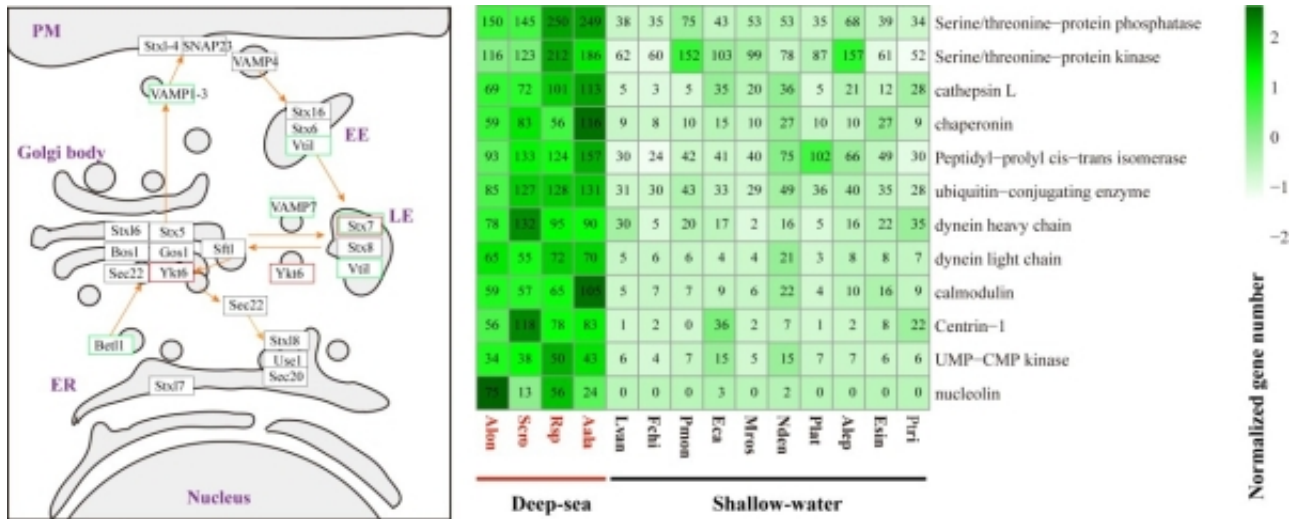 PM
Stx1-4 SNAP23
VAMP4
VAMP1-3
Stx16
Stx6
Vti1
EE
Golgi body
VAMP7
LE
Stx16 Stx5
Stx7
Bos1 Gos1 Sft1
Stx8
Sec22 Ykt6
Ykt6
Vti1
Sec22
Bet11
Stx18
Use1
Sec20
ER
Stx17
Nucleus
150 145 250 249 38 35 75 43 53 53 35 68 39 34 Serine/threonine-protein phosphatase
116 123 212 186 62 60 152 103 99 78 87 157 61 52 Serine/threonine-protein kinase
69 72 101 113 5 3 5 35 20 36 5 21 12 28 cathepsin L
59 83 56 116 9 8 10 15 10 27 10 10 27 9 chaperonin
93 133 124 157 30 24 42 41 40 75 102 66 49 30 Peptidyl-prolyl cis-trans isomerase
85 127 128 131 31 30 43 33 29 49 36 40 35 28 ubiquitin-conjugating enzyme
78 132 95 90 30 5 20 17 2 16 5 16 22 35 dynein heavy chain
65 55 72 70 5 6 6 4 4 21 3 8 8 7 dynein light chain
59 57 65 105 5 7 7 9 6 22 4 10 16 9 calmodulin
56 118 78 83 1 2 0 36 2 7 1 2 8 22 Centrin-1
34 38 50 43 6 4 7 15 5 15 7 7 6 6 UMP-CMP kinase
75 13 56 24 0 0 0 3 0 2 0 0 0 0 nucleolin
Alon Scro Rsp Aala Lvan Fchi Pmon Eca Mros Nden Plat Alep Esin Ptri
Deep-sea Shallow-water
2
1
0
-1
-2
Normalized gene number